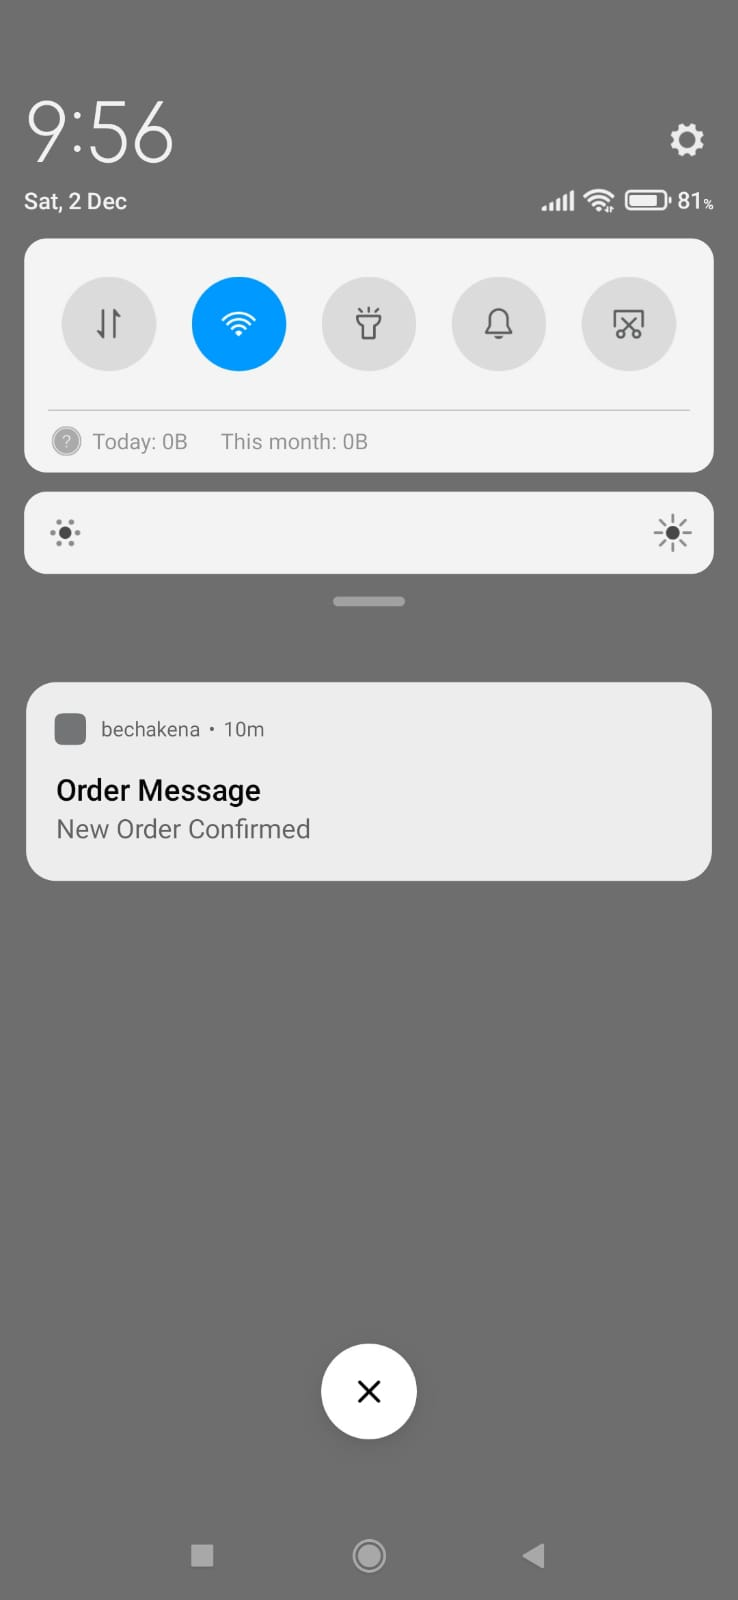 9:56
Sat, 2 Dec
81%
? Today: 0B This month: 0B
bechakena • 10m
Order Message
New Order Confirmed